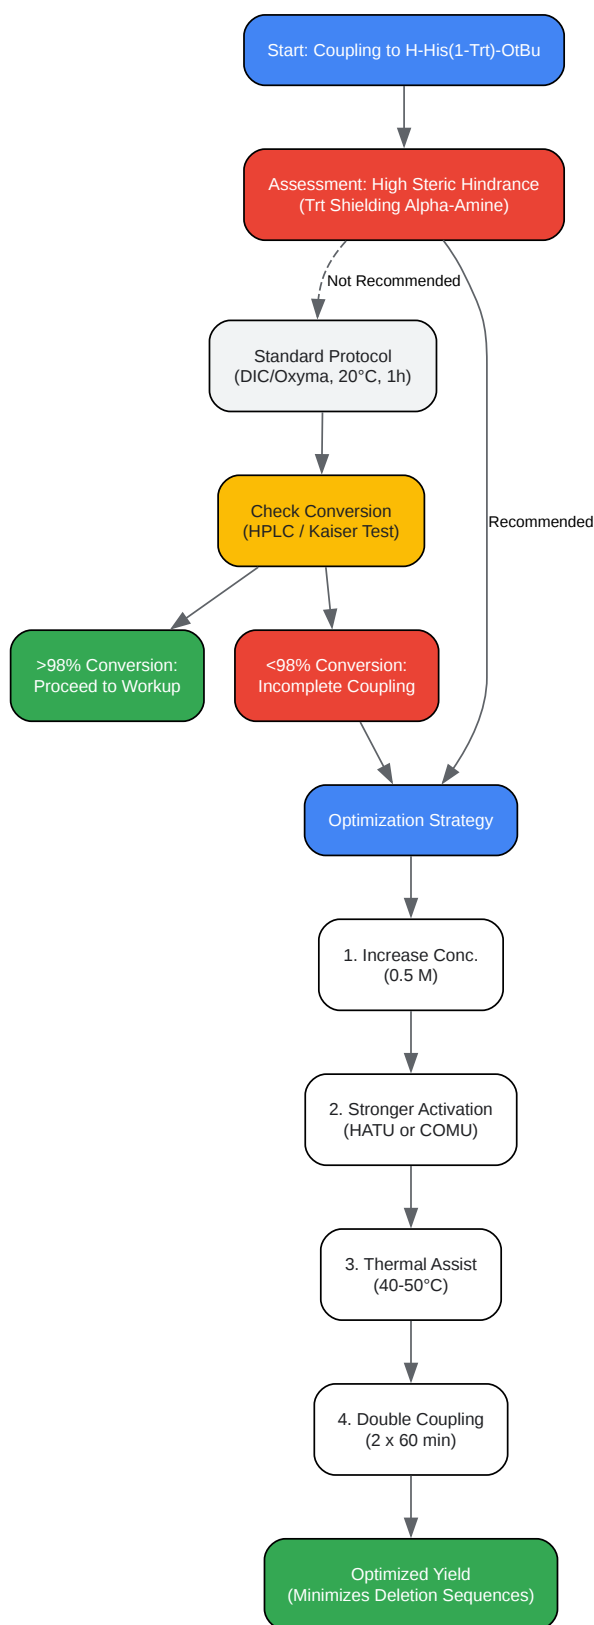 Start: Coupling to H-His(1-Trt)-OtBu
Assessment: High Steric Hindrance
(Trt Shielding Alpha-Amine)
Not Recommended
Standard Protocol
(DIC/Oxyma, 20°C, 1h)
Check Conversion
(HPLC / Kaiser Test)
Recommended
>98% Conversion:
Proceed to Workup
<98% Conversion:
Incomplete Coupling
Optimization Strategy
1. Increase Conc.
(0.5 M)
2. Stronger Activation
(HATU or COMU)
3. Thermal Assist
(40-50°C)
4. Double Coupling
(2 x 60 min)
Optimized Yield
(Minimizes Deletion Sequences)